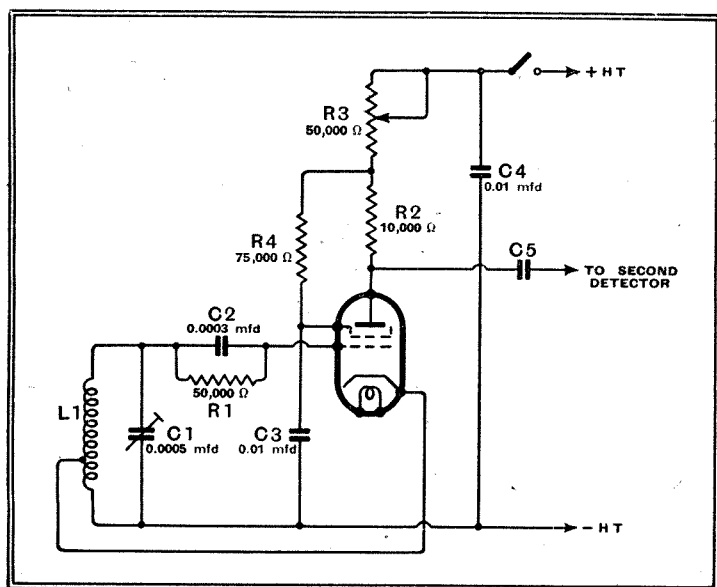 + HT
R3
50,000 Ω
C4
0.01 mfd
R2
10,000 Ω
R4
75,000 Ω
C5
TO SECOND
DETECTOR
C2
0.0003 mfd
50,000 Ω
R1
L1
C1
0.0005 mfd
C3
0.01 mfd
- HT